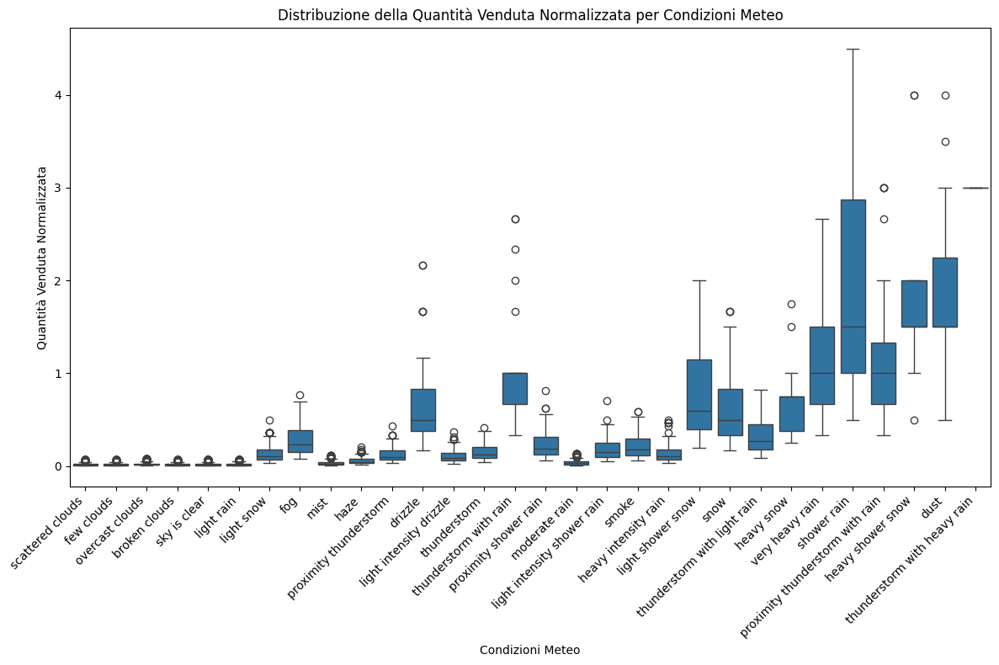 Distribuzione della Quantità Venduta Normalizzata per Condizioni Meteo
Quantità Venduta Normalizzata
4
3
2
1
0
scattered clouds
few clouds
overcast clouds
broken clouds
sky is clear
light rain
light snow
fog
mist
haze
proximity thunderstorm
drizzle
light intensity drizzle
thunderstorm
thunderstorm with rain
proximity shower rain
moderate rain
light intensity shower rain
smoke
heavy intensity rain
light shower snow
snow
thunderstorm with light rain
heavy snow
very heavy rain
shower rain
proximity thunderstorm with rain
heavy shower snow
dust
thunderstorm with heavy rain
Condizioni Meteo